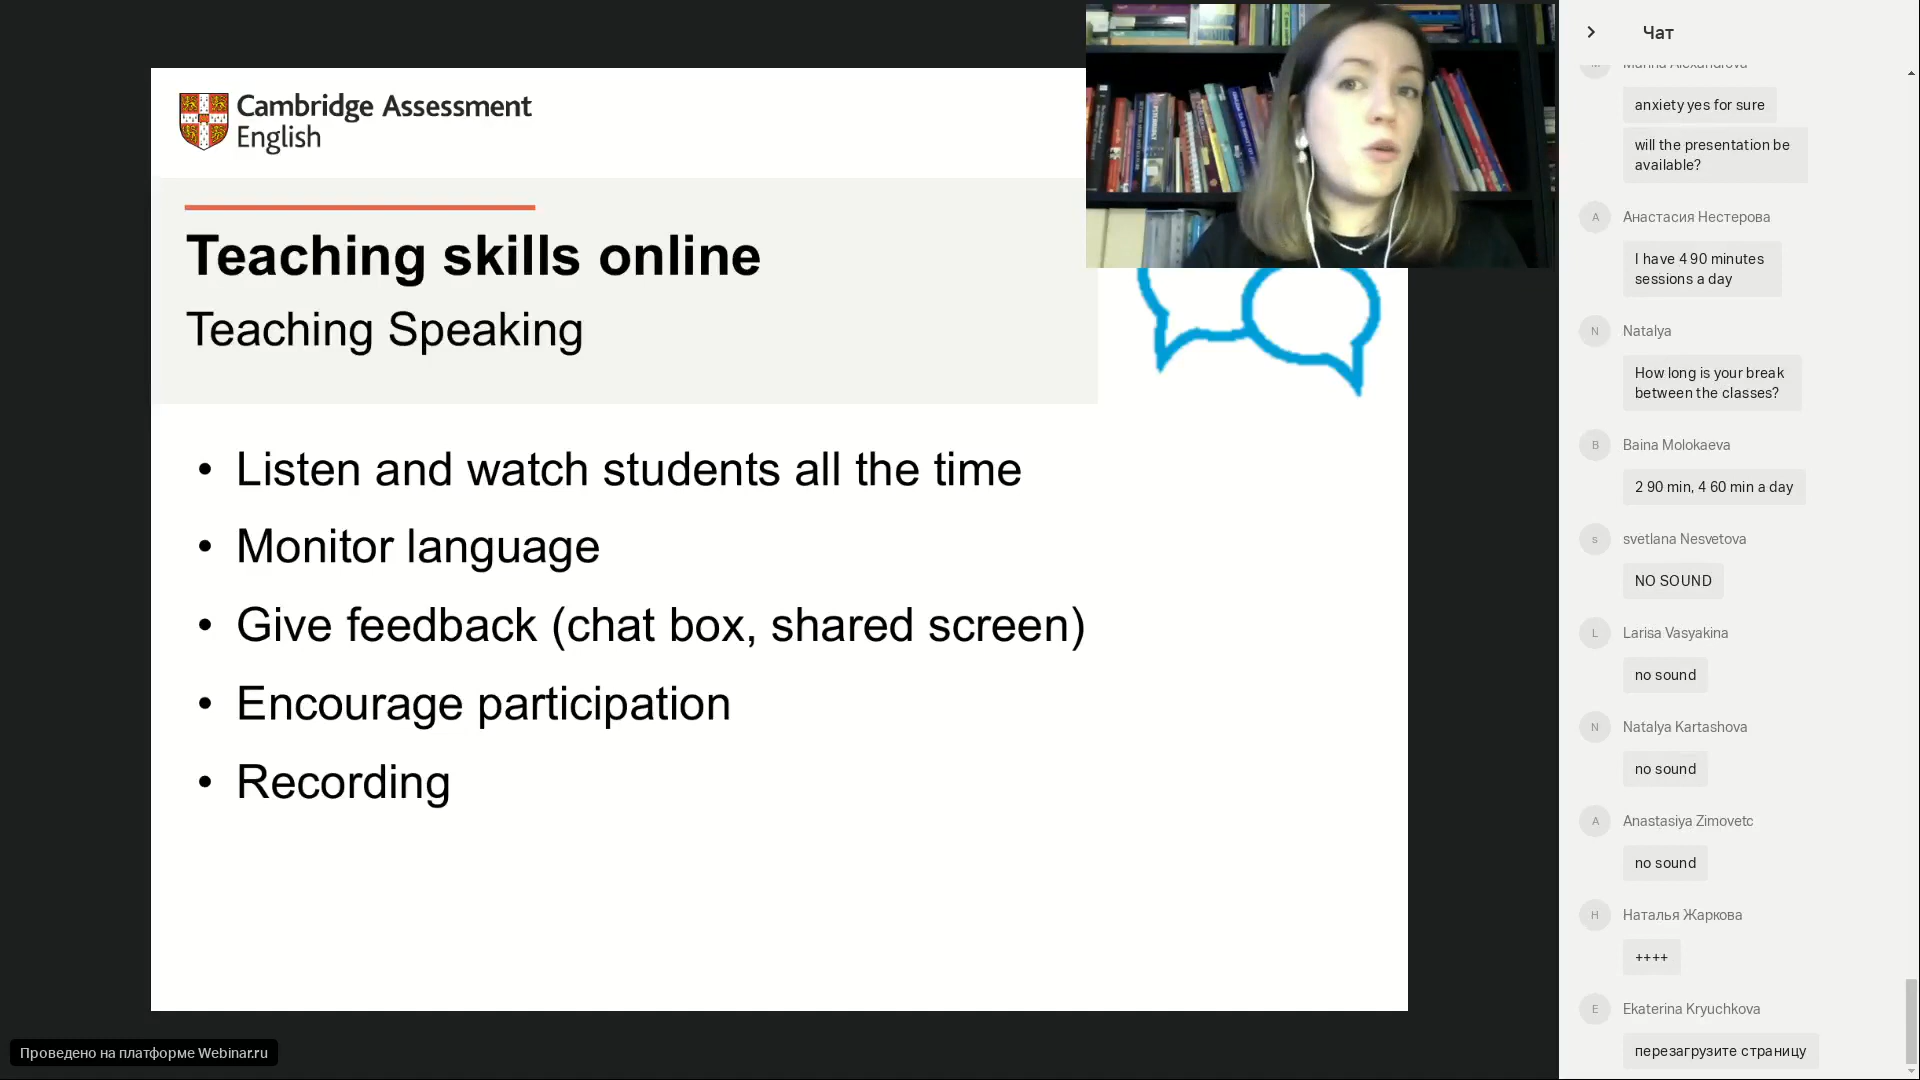 Cambridge Assessment
English
Teaching skills online
Teaching Speaking
• Listen and watch students all the time
• Monitor language
• Give feedback (chat box, shared screen)
• Encourage participation
• Recording
Проведено на платформе Webinar.ru
Чат
Marina Alexandrova
anxiety yes for sure
will the presentation be
available?
A
Анастасия Нестерова
I have 4 90 minutes
sessions a day
N
Natalya
How long is your break
between the classes?
B
Baina Molokaeva
2 90 min, 4 60 min a day
s
svetlana Nesvetova
NO SOUND
L
Larisa Vasyakina
no sound
N
Natalya Kartashova
no sound
A
Anastasiya Zimovetc
no sound
Н
Наталья Жаркова
++++
E
Ekaterina Kryuchkova
перезагрузите страницу